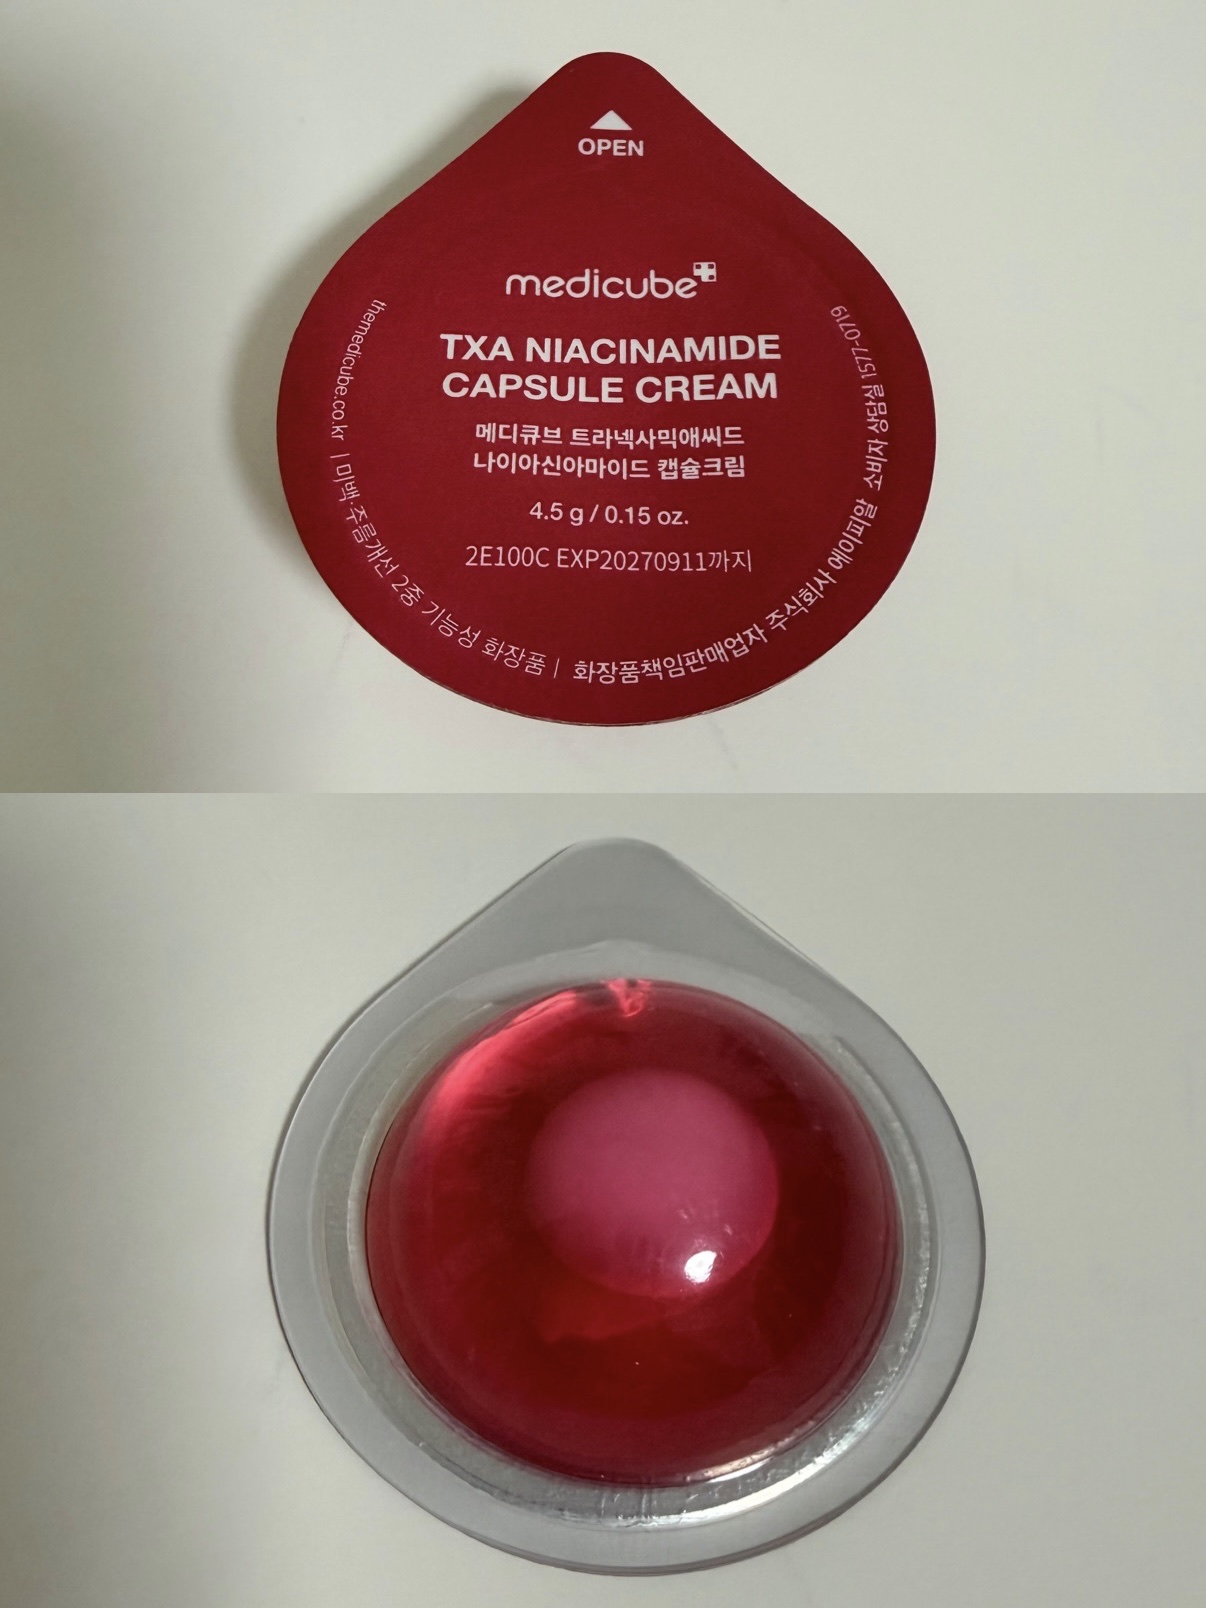 OPEN
medicube
TXA NIACINAMIDE
CAPSULE CREAM
메디큐브 트라넥사믹애씨드
나이아신아마이드 캡슐크림
4.5 g / 0.15 oz.
2E100C EXP20270911까지
themedicube.co.kr | 미백·주름개선 2중 기능성 화장품 | 화장품책임판매업자 주식회사 에이피알 소비자 상담실 1577-0719